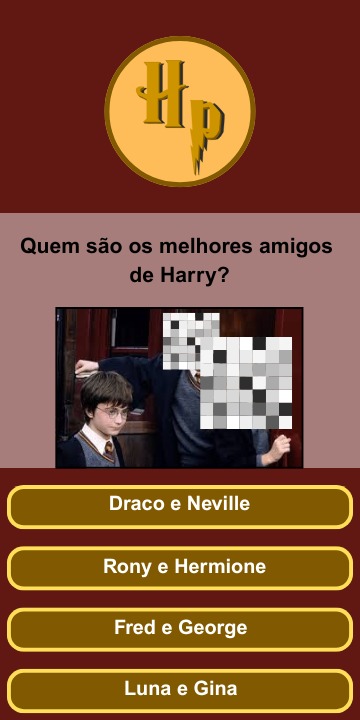 HP
Quem são os melhores amigos
de Harry?
Draco e Neville
Rony e Hermione
Fred e George
Luna e Gina